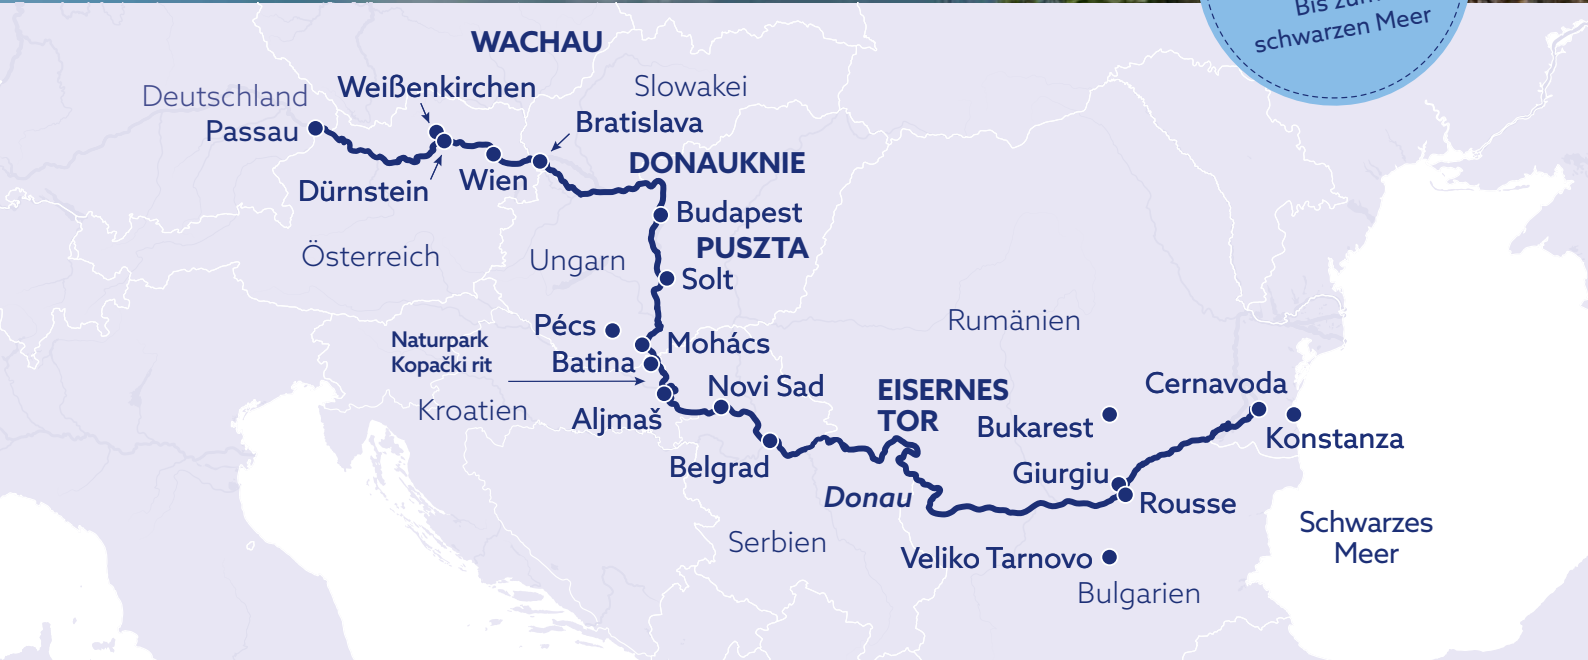 Bis zum
schwarzen Meer
WACHAU
Weißenkirchen
Slowakei
Deutschland
Passau
Bratislava
DONAUKNIE
Dürnstein
Wien
Budapest
PUSZTA
Österreich
Ungarn
Solt
Pécs
Naturpark
Kopački rit
Mohács
Batina
Rumänien
Novi Sad
EISERNES
TOR
Cernavoda
Kroatien
Aljmaš
Bukarest
Konstanza
Belgrad
Giurgiu
Donau
Rousse
Schwarzes
Meer
Serbien
Veliko Tarnovo
Bulgarien